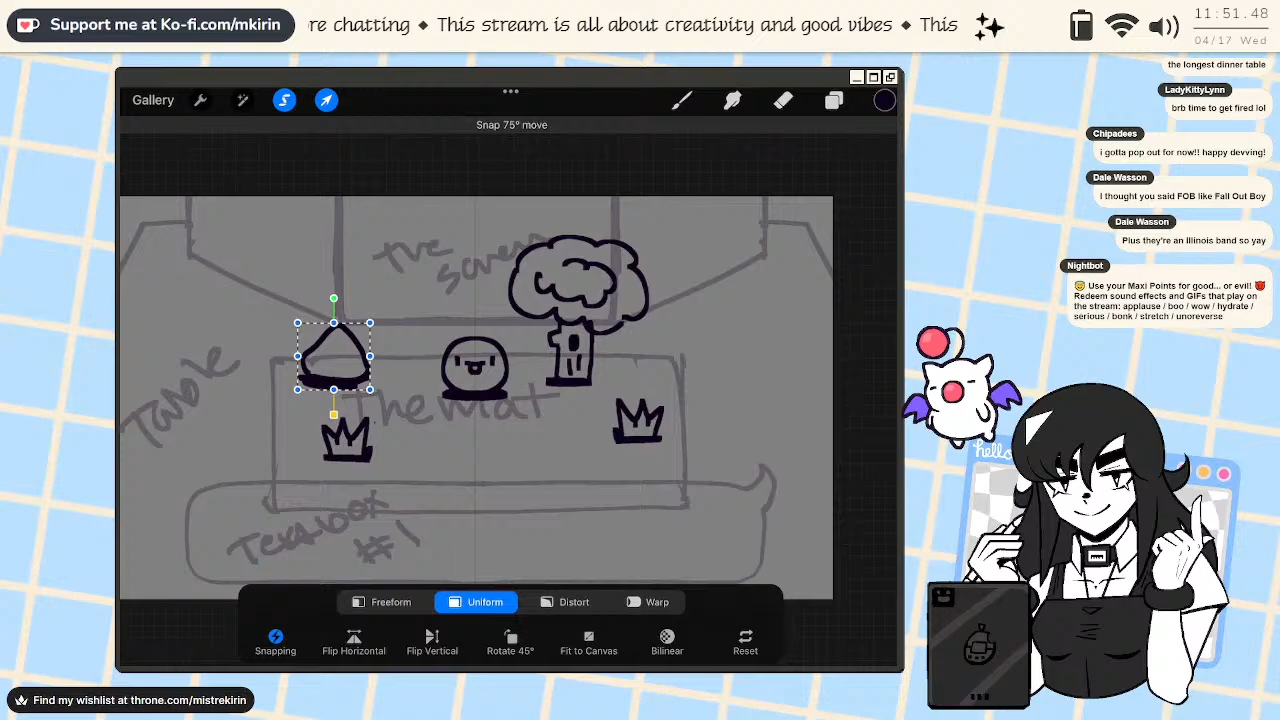 Support me at Ko-fi.com/mkirin
re chatting ◆ This stream is all about creativity and good vibes ◆ This
11:51.48
04/17 Wed
the longest dinner table
LadyKittyLynn
brb time to get fired lol
Chipadees
i gotta pop out for now!! happy devving!
Dale Wasson
I thought you said FOB like Fall Out Boy
Dale Wasson
Plus they're an Illinois band so yay
Nightbot
😇 Use your Maxi Points for good... or evil! 😈
Redeem sound effects and GIFs that play on
the stream: applause / boo / wow / hydrate /
serious / bonk / stretch / unoreverse
Gallery
Snap 75° move
Table
The mat
Textbox
#1
Freeform
Uniform
Distort
Warp
Snapping
Flip Horizontal
Flip Vertical
Rotate 45°
Fit to Canvas
Bilinear
Reset
hello
Find my wishlist at throne.com/mistrekirin